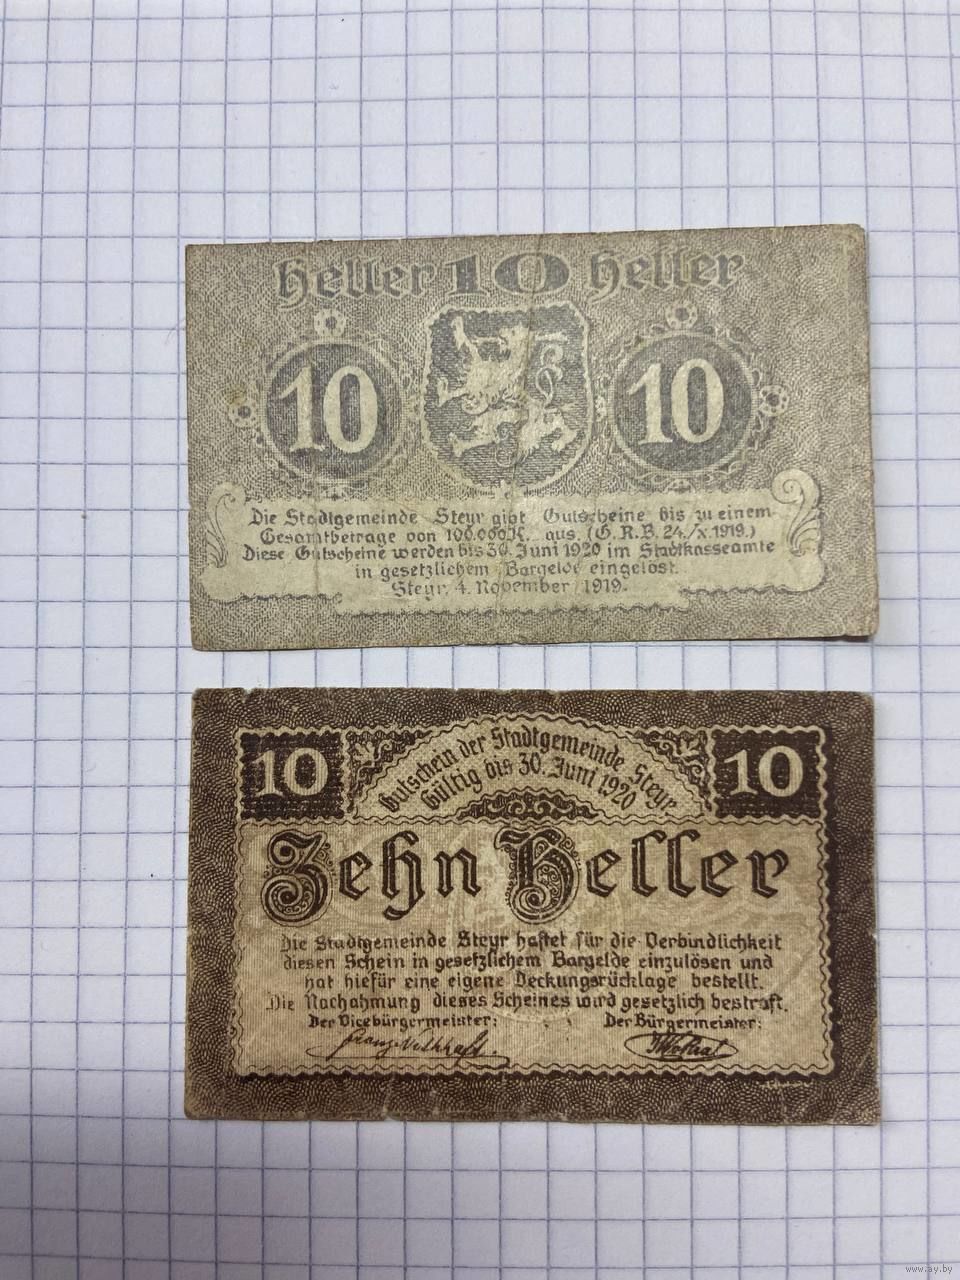 Heller 10 Heller
10 10
Die Stadtgemeinde Steyr gibt Gutscheine bis zu einem
Gesamtbetrage von 100.000 K. aus. (G.R.B. 24./X.1919.)
Diese Gutscheine werden bis 30. Juni 1920 im Stadtkasseamte
in gesetzlichem Bargelde eingelöst.
Steyr, 4. November 1919.
10 10
Gutschein der Stadtgemeinde Steyr
Gültig bis 30. Juni 1920
Zehn Heller
Die Stadtgemeinde Steyr haftet für die Verbindlichkeit
diesen Schein in gesetzlichem Bargelde einzulösen und
hat hiefür eine eigene Deckungsrücklage bestellt.
Die Nachahmung dieses Scheines wird gesetzlich bestraft.
Der Vicebürgermeister: Der Bürgermeister:
www.ay.by